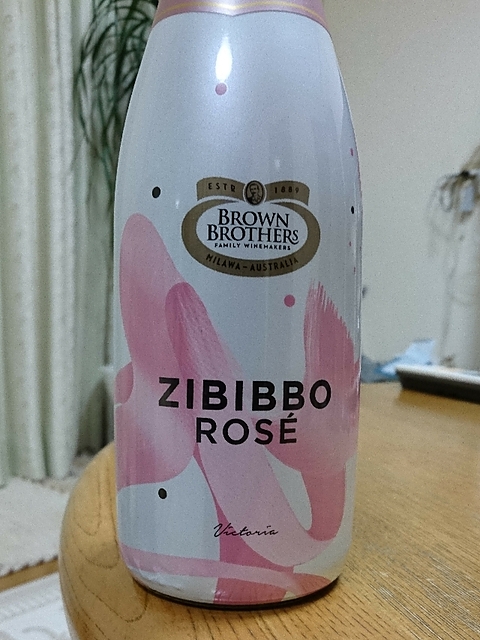 ESTD 1889
BROWN
BROTHERS
FAMILY WINEMAKERS
MILAWA - AUSTRALIA
ZIBIBBO
ROSÉ
Victoria